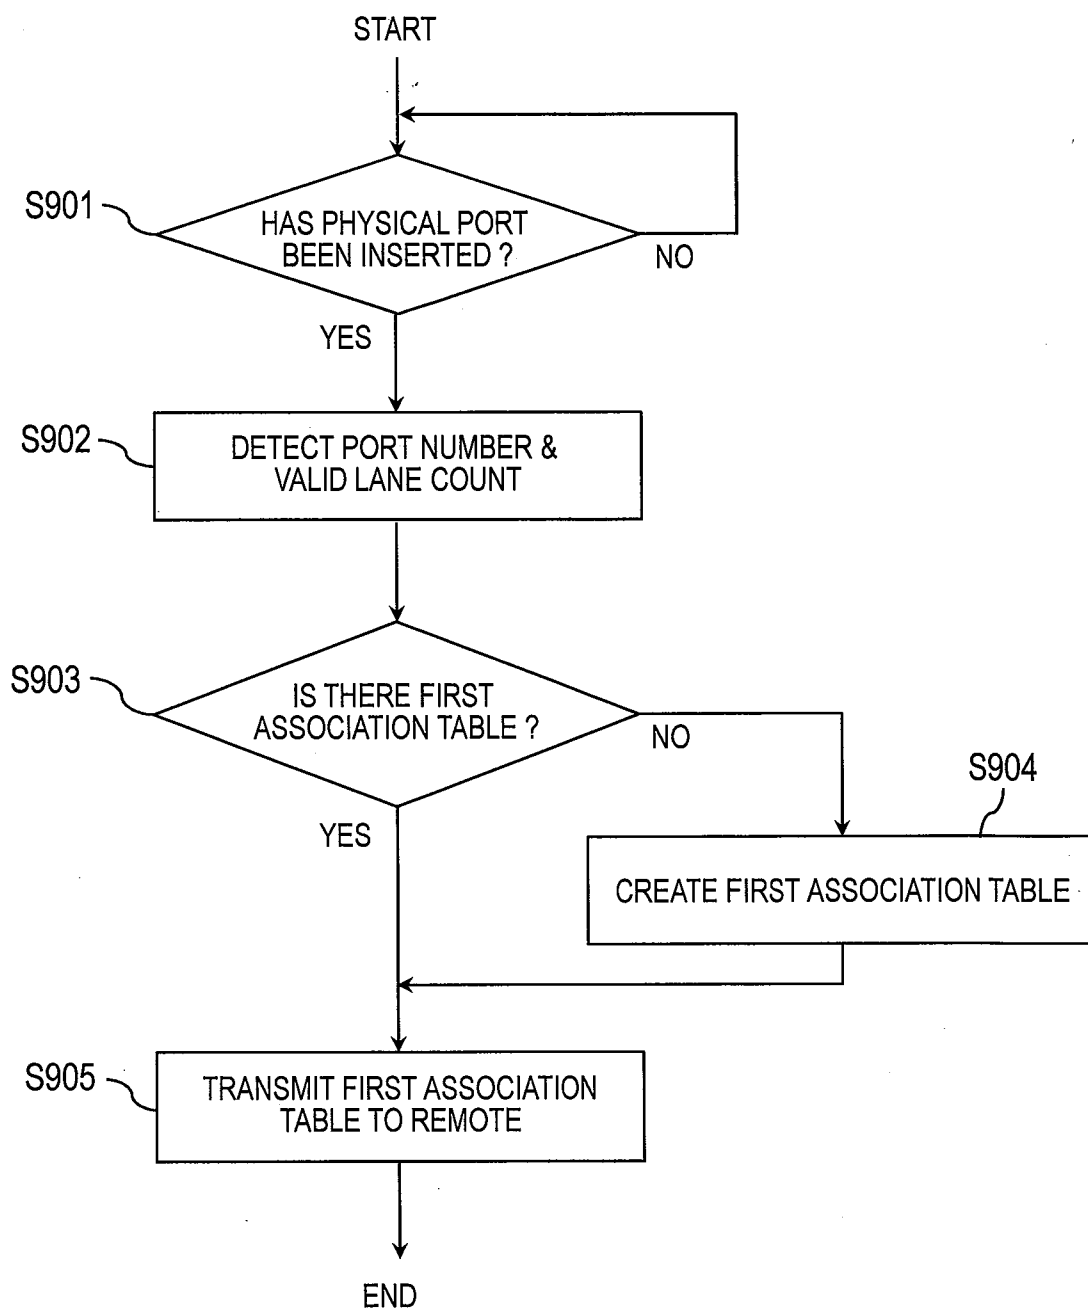 START
S901
HAS PHYSICAL PORT
BEEN INSERTED ?
NO
YES
S902
DETECT PORT NUMBER &
VALID LANE COUNT
S903
IS THERE FIRST
ASSOCIATION TABLE ?
NO
YES
S904
CREATE FIRST ASSOCIATION TABLE
S905
TRANSMIT FIRST ASSOCIATION
TABLE TO REMOTE
END